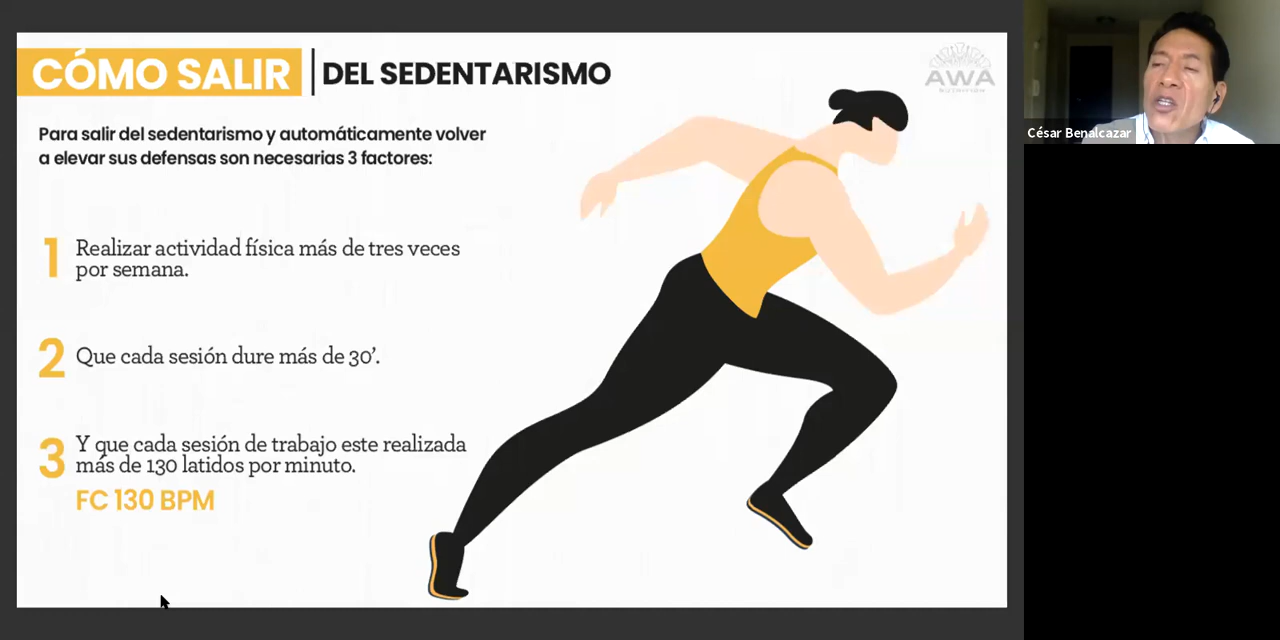 CÓMO SALIR DEL SEDENTARISMO
AWA
Para salir del sedentarismo y automáticamente volver
a elevar sus defensas son necesarias 3 factores:
1 Realizar actividad física más de tres veces
por semana.
2 Que cada sesión dure más de 30’.
3 Y que cada sesión de trabajo este realizada
más de 130 latidos por minuto.
FC 130 BPM
César Benalcazar